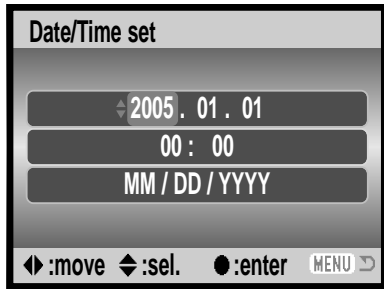 Date/Time set
2005 . 01 . 01
00 : 00
MM / DD / YYYY
:move :sel. :enter MENU